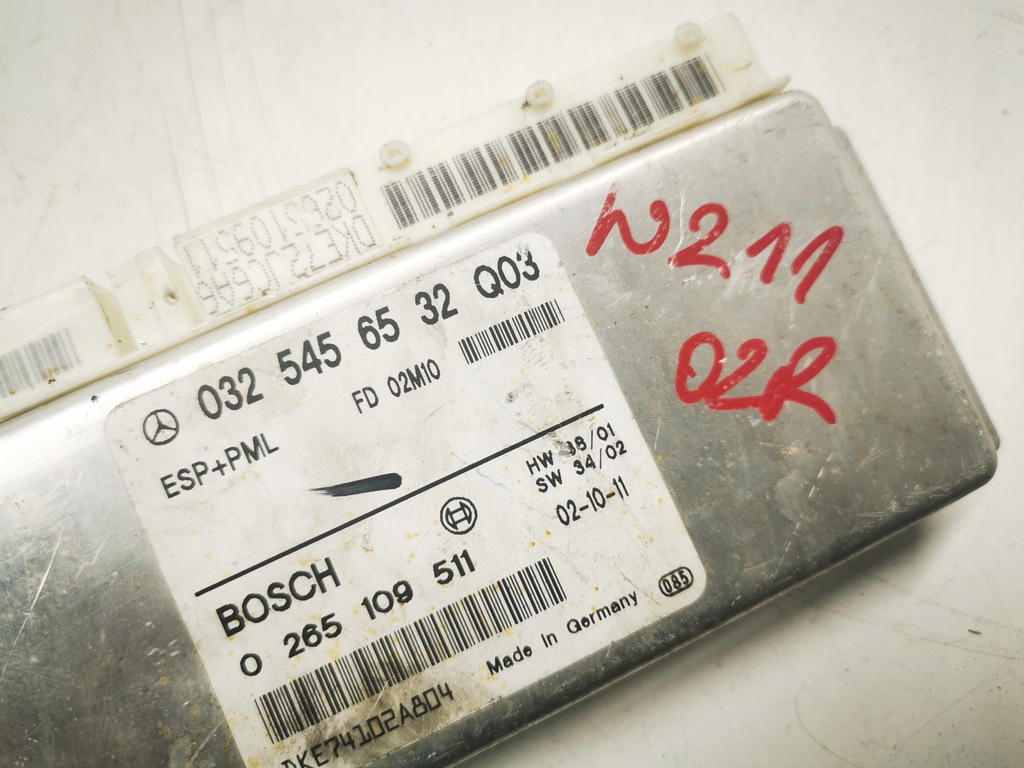 W211
02R
032 545 65 32 Q03
FD 02M10
ESP+PML
HW 38/01
SW 34/02
02-10-11
BOSCH
0 265 109 511
085
Made in Germany
DKE74102A804